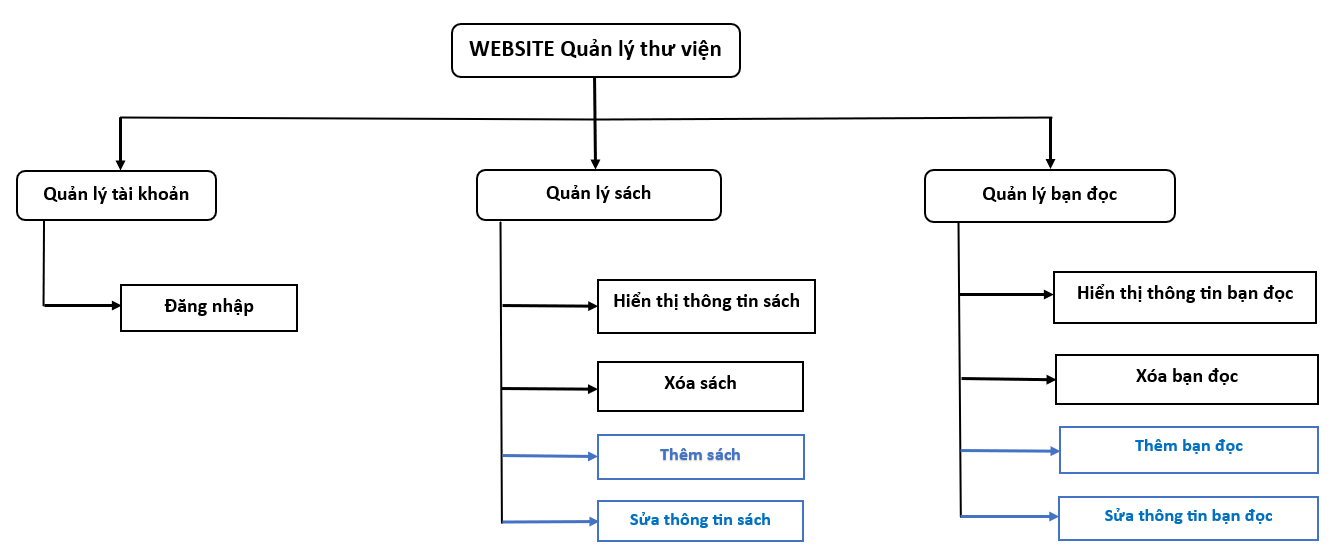 WEBSITE Quản lý thư viện
Quản lý tài khoản
Quản lý sách
Quản lý bạn đọc
Đăng nhập
Hiển thị thông tin sách
Hiển thị thông tin bạn đọc
Xóa sách
Xóa bạn đọc
Thêm sách
Thêm bạn đọc
Sửa thông tin sách
Sửa thông tin bạn đọc